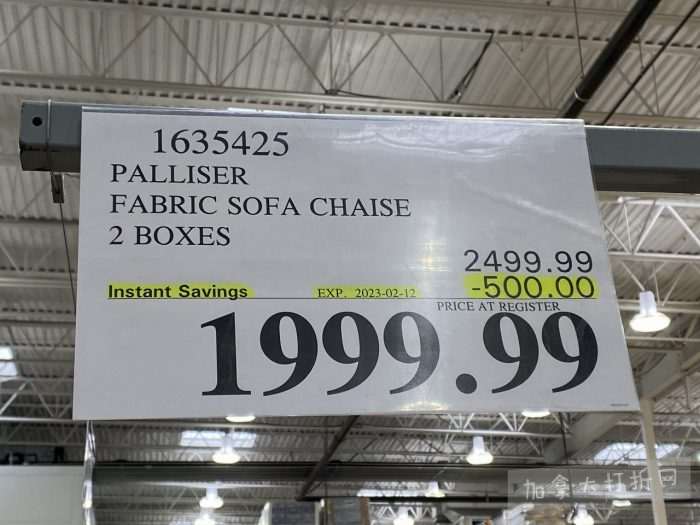 1635425
PALLISER
FABRIC SOFA CHAISE
2 BOXES
2499.99
Instant Savings EXP. 2023-02-12 -500.00
PRICE AT REGISTER
1999.99
加拿大打折网